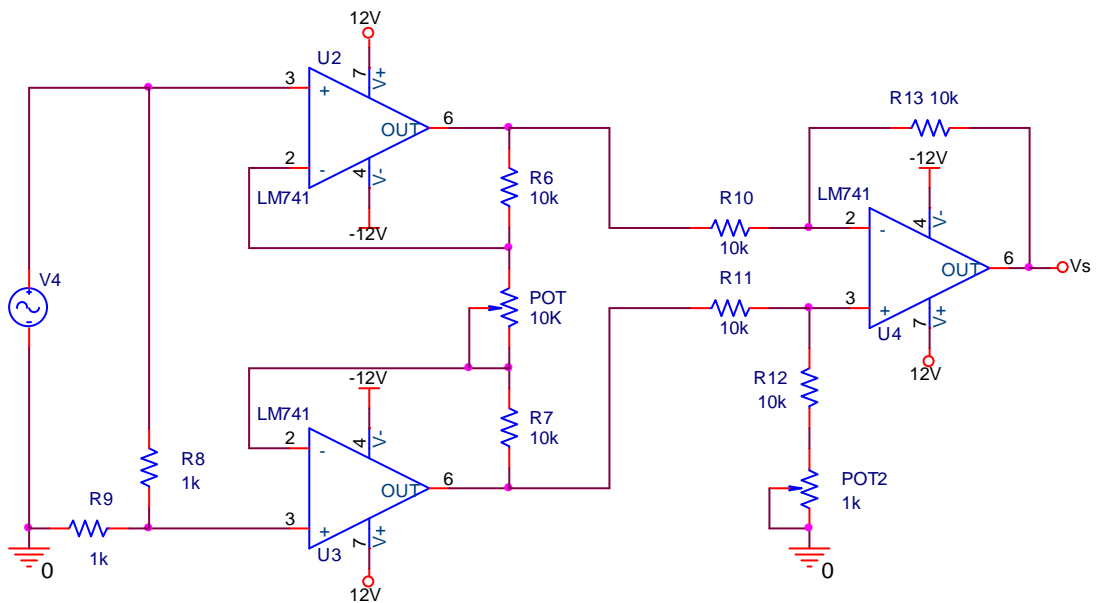 12V
U2
7
V+
3
+
OUT
6
2
-
4
V-
LM741
-12V
R6
10k
R13 10k
-12V
LM741
R10
10k
4
V-
2
-
OUT
6
Vs
3
+
7
V+
U4
12V
V4
+
-
POT
10K
R11
10k
-12V
LM741
4
V-
2
-
R7
10k
R12
10k
R8
1k
OUT
6
POT2
1k
R9
1k
3
+
7
V+
U3
12V
0
0